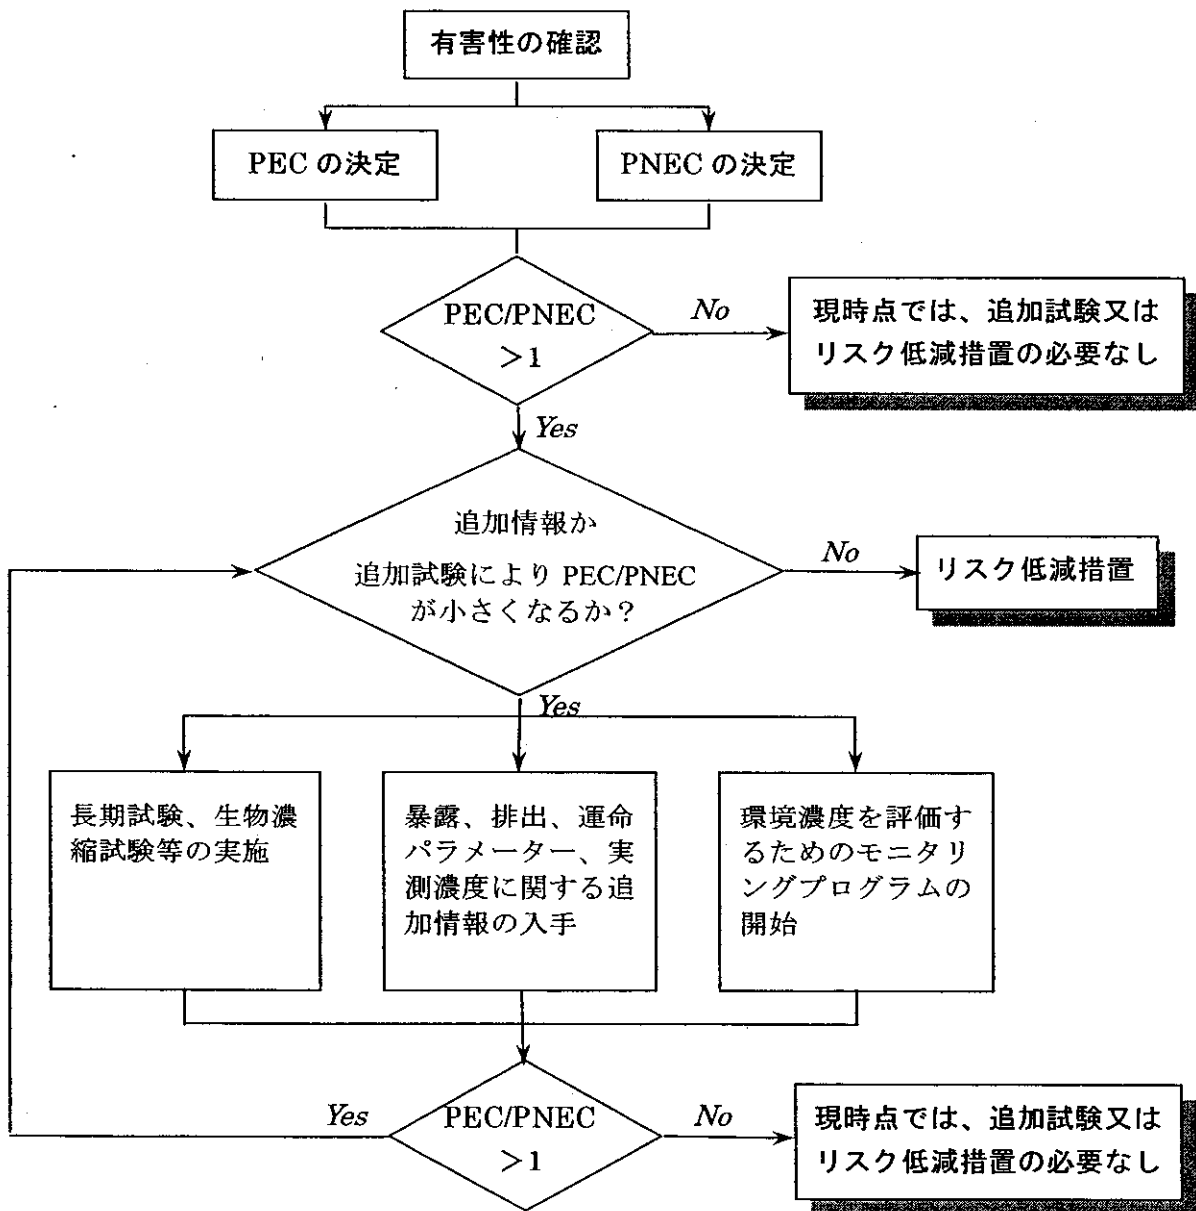 有害性の確認
PEC の決定
PNEC の決定
PEC/PNEC
＞1
No
現時点では、追加試験又は
リスク低減措置の必要なし
Yes
追加情報か
追加試験により PEC/PNEC
が小さくなるか？
No
リスク低減措置
Yes
長期試験、生物濃
縮試験等の実施
暴露、排出、運命
パラメーター、実
測濃度に関する追
加情報の入手
環境濃度を評価す
るためのモニタリ
ングプログラムの
開始
Yes
PEC/PNEC
＞1
No
現時点では、追加試験又は
リスク低減措置の必要なし